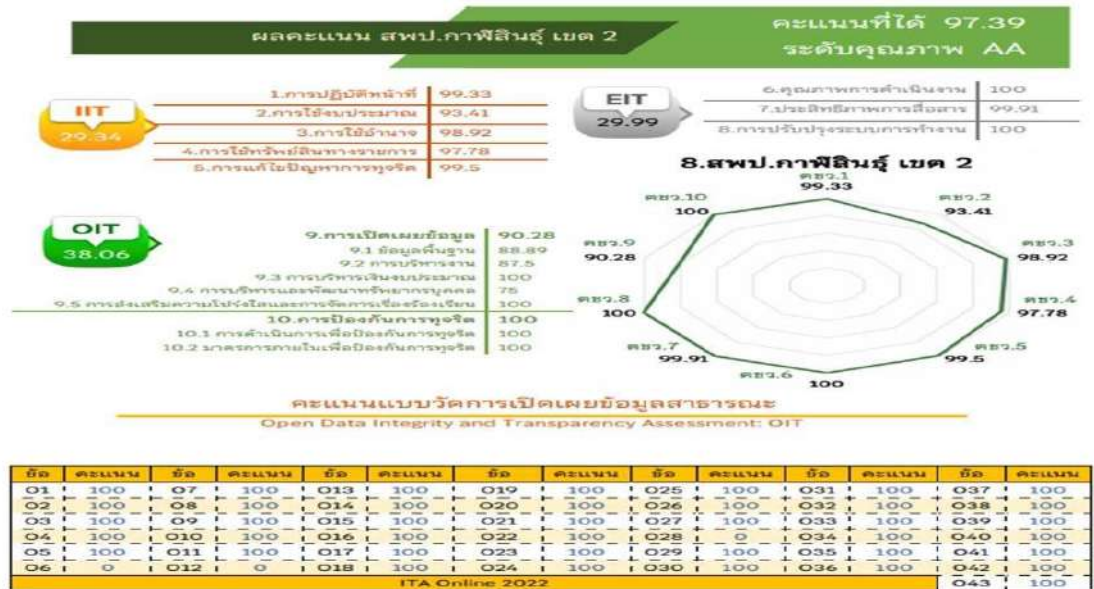 ผลคะแนน สพป.กาฬสินธุ์ เขต 2
คะแนนที่ได้ 97.39
ระดับคุณภาพ AA
IIT
29.34
1.การปฏิบัติหน้าที่ 99.33
2.การใช้งบประมาณ 93.41
3.การใช้อำนาจ 98.92
4.การใช้ทรัพย์สินทางราชการ 97.78
5.การแก้ไขปัญหาการทุจริต 99.5
EIT
29.99
6.คุณภาพการดำเนินงาน 100
7.ประสิทธิภาพการสื่อสาร 99.91
8.การปรับปรุงระบบการทำงาน 100
OIT
38.06
9.การเปิดเผยข้อมูล 90.28
9.1 ข้อมูลพื้นฐาน 88.89
9.2 การบริหารงาน 87.5
9.3 การบริหารเงินงบประมาณ 100
9.4 การบริหารและพัฒนาทรัพยากรบุคคล 75
9.5 การส่งเสริมความโปร่งใสและการจัดการเรื่องร้องเรียน 100
10.การป้องกันการทุจริต 100
10.1 การดำเนินการเพื่อป้องกันการทุจริต 100
10.2 มาตรการภายในเพื่อป้องกันการทุจริต 100
8.สพป.กาฬสินธุ์ เขต 2
ตชว.1
99.33
ตชว.2
93.41
ตชว.3
98.92
ตชว.4
97.78
ตชว.5
99.5
ตชว.6
100
ตชว.7
99.91
ตชว.8
100
ตชว.9
90.28
ตชว.10
100
คะแนนแบบวัดการเปิดเผยข้อมูลสาธารณะ
Open Data Integrity and Transparency Assessment: OIT
ข้อ คะแนน ข้อ คะแนน ข้อ คะแนน ข้อ คะแนน ข้อ คะแนน ข้อ คะแนน ข้อ คะแนน
O1 100 O7 100 O13 100 O19 100 O25 100 O31 100 O37 100
O2 100 O8 100 O14 100 O20 100 O26 100 O32 100 O38 100
O3 100 O9 100 O15 100 O21 100 O27 100 O33 100 O39 100
O4 100 O10 100 O16 100 O22 100 O28 0 O34 100 O40 100
O5 100 O11 100 O17 100 O23 100 O29 100 O35 100 O41 100
O6 0 O12 0 O18 100 O24 100 O30 100 O36 100 O42 100
ITA Online 2022 O43 100